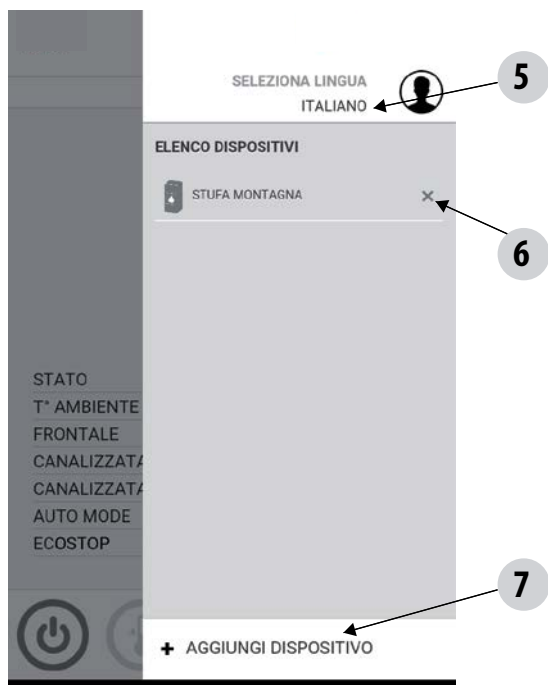 SELEZIONA LINGUA
5
ITALIANO
ELENCO DISPOSITIVI
STUFA MONTAGNA
×
6
STATO
T° AMBIENTE
FRONTALE
CANALIZZATA
CANALIZZATA
AUTO MODE
ECOSTOP
7
+ AGGIUNGI DISPOSITIVO